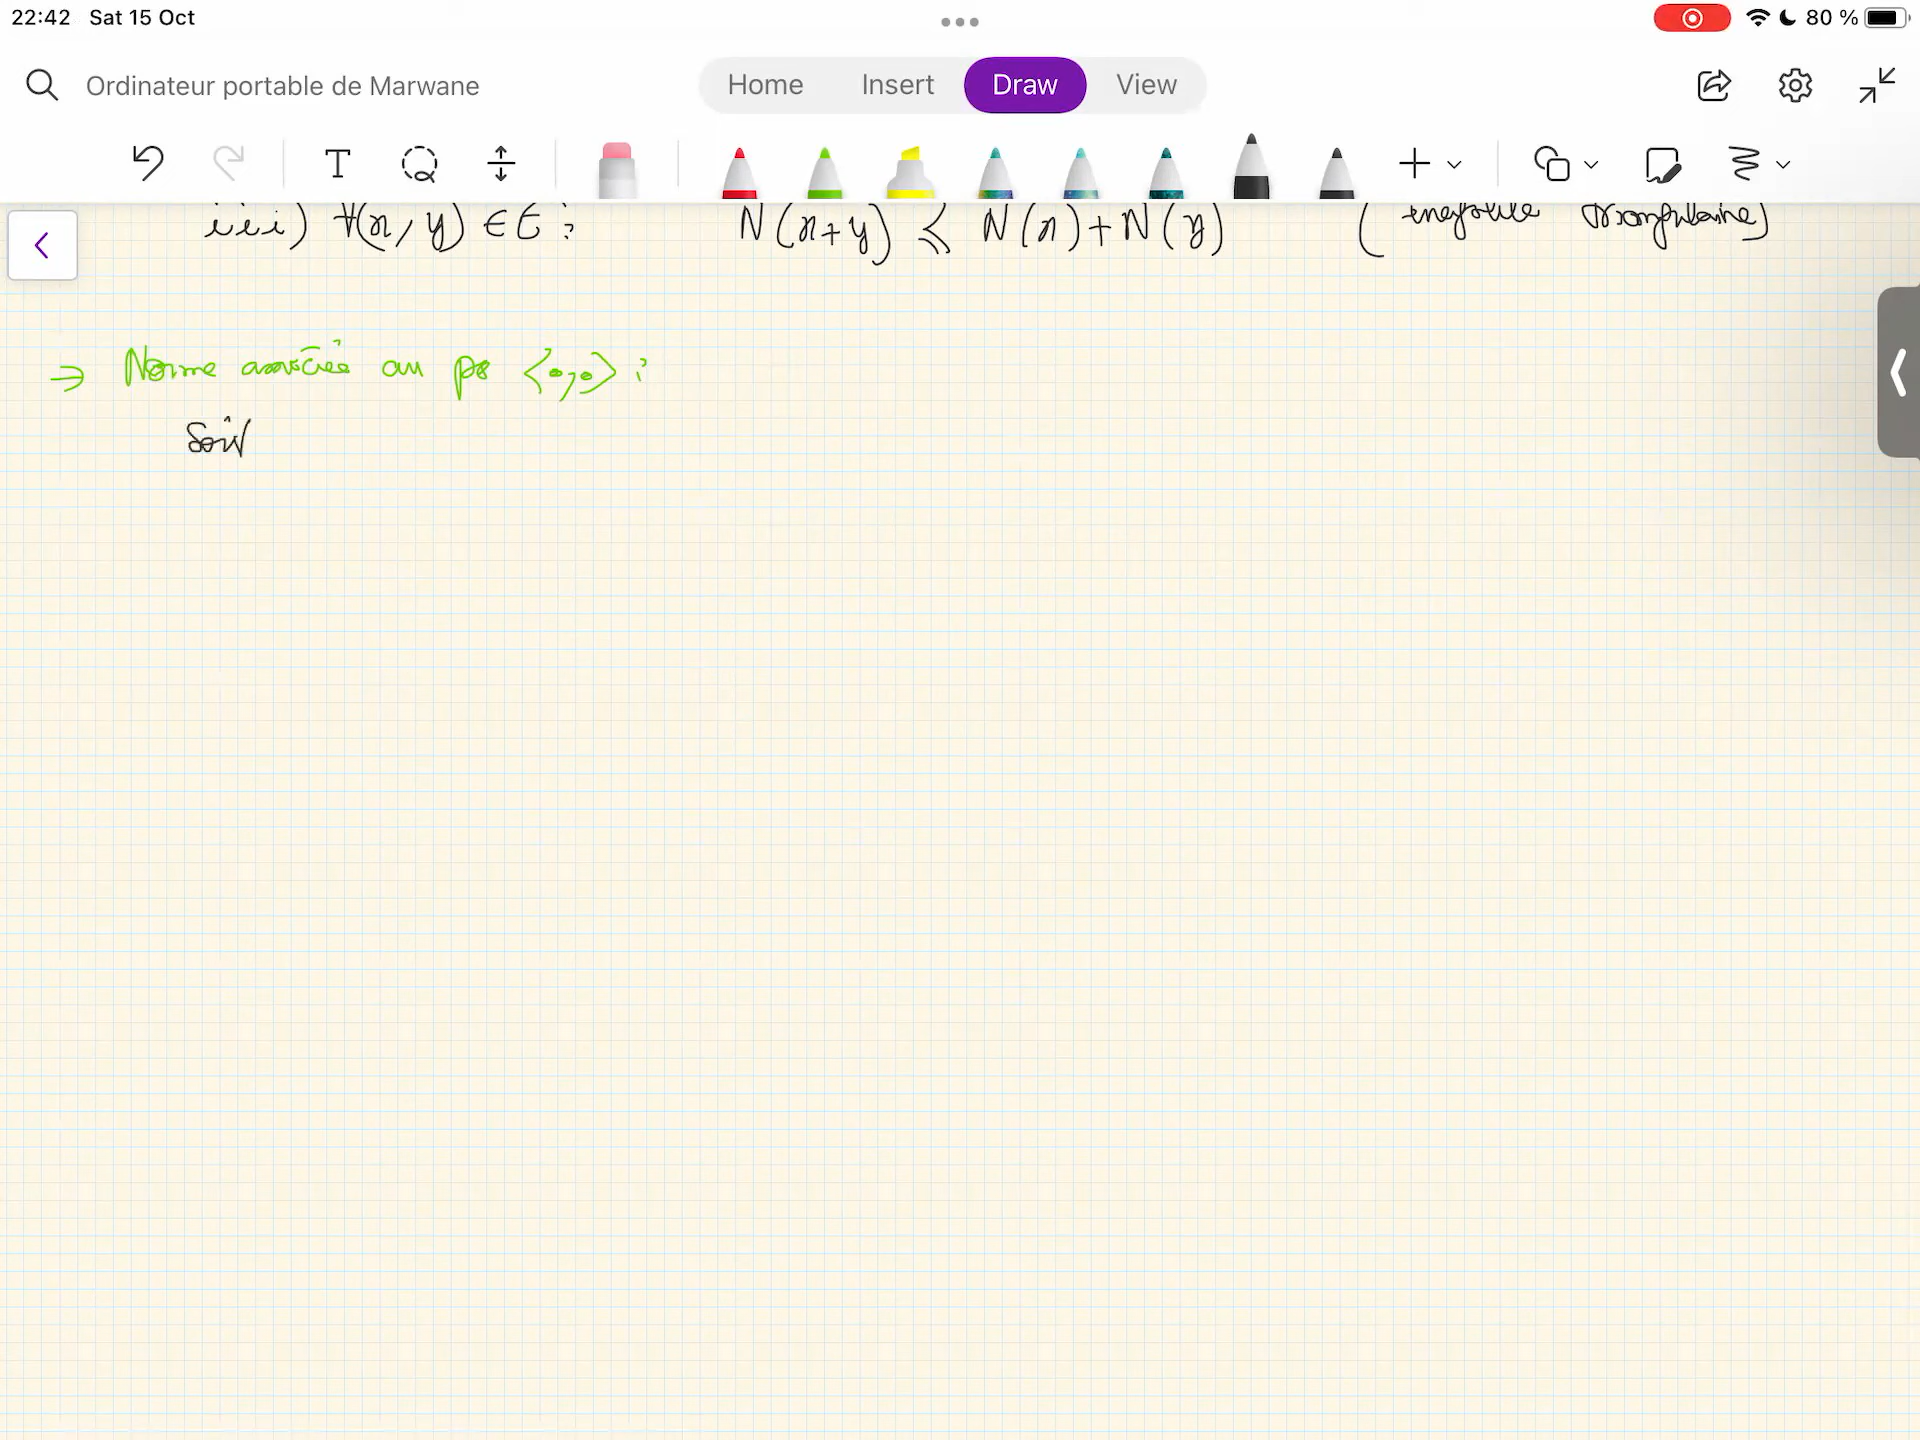 22:42 Sat 15 Oct 80 %
Ordinateur portable de Marwane Home Insert Draw View
T
iii) ∀(x, y) ∈ E : N(x+y) ≤ N(x)+N(y) (inégalité triangulaire)
→ Norme associée au ps <•,•> :
Soit